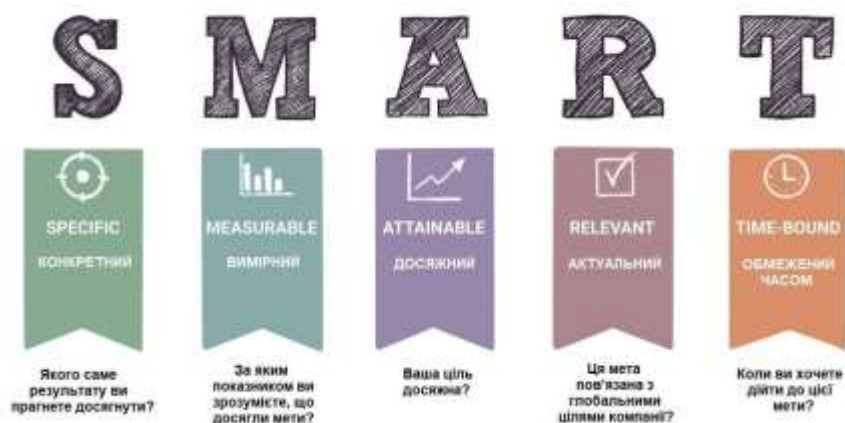 S M A R T
SPECIFIC
КОНКРЕТНИЙ
Якого саме
результату ви
прагнете досягнути?
MEASURABLE
ВИМІРНИЙ
За яким
показником ви
зрозумієте, що
досягли мети?
ATTAINABLE
ДОСЯЖНИЙ
Ваша ціль
досяжна?
RELEVANT
АКТУАЛЬНИЙ
Ця мета
пов'язана з
глобальними
цілями компанії?
TIME-BOUND
ОБМЕЖЕНИЙ
ЧАСОМ
Коли ви хочете
дійти до цієї
мети?